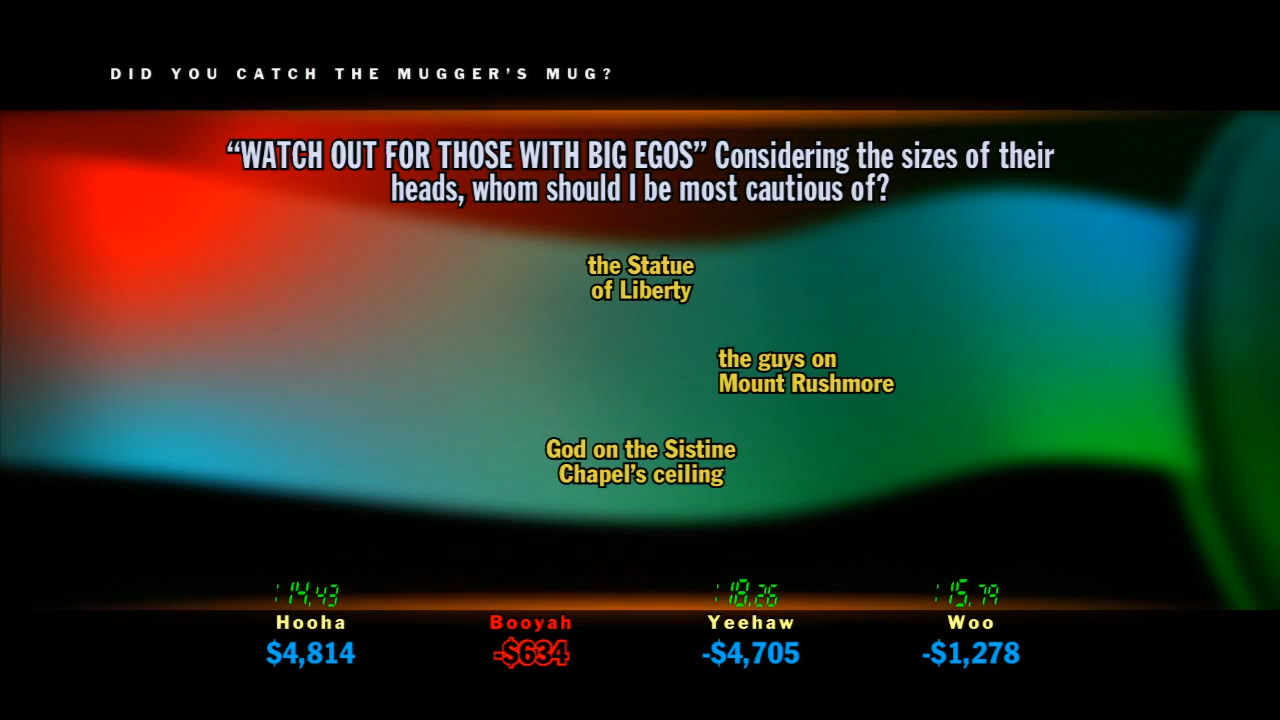 DID YOU CATCH THE MUGGER'S MUG?
“WATCH OUT FOR THOSE WITH BIG EGOS” Considering the sizes of their
heads, whom should I be most cautious of?
the Statue
of Liberty
the guys on
Mount Rushmore
God on the Sistine
Chapel's ceiling
14.43 18.26 15.79
Hooha Booyah Yeehaw Woo
$4,814 -$634 -$4,705 -$1,278